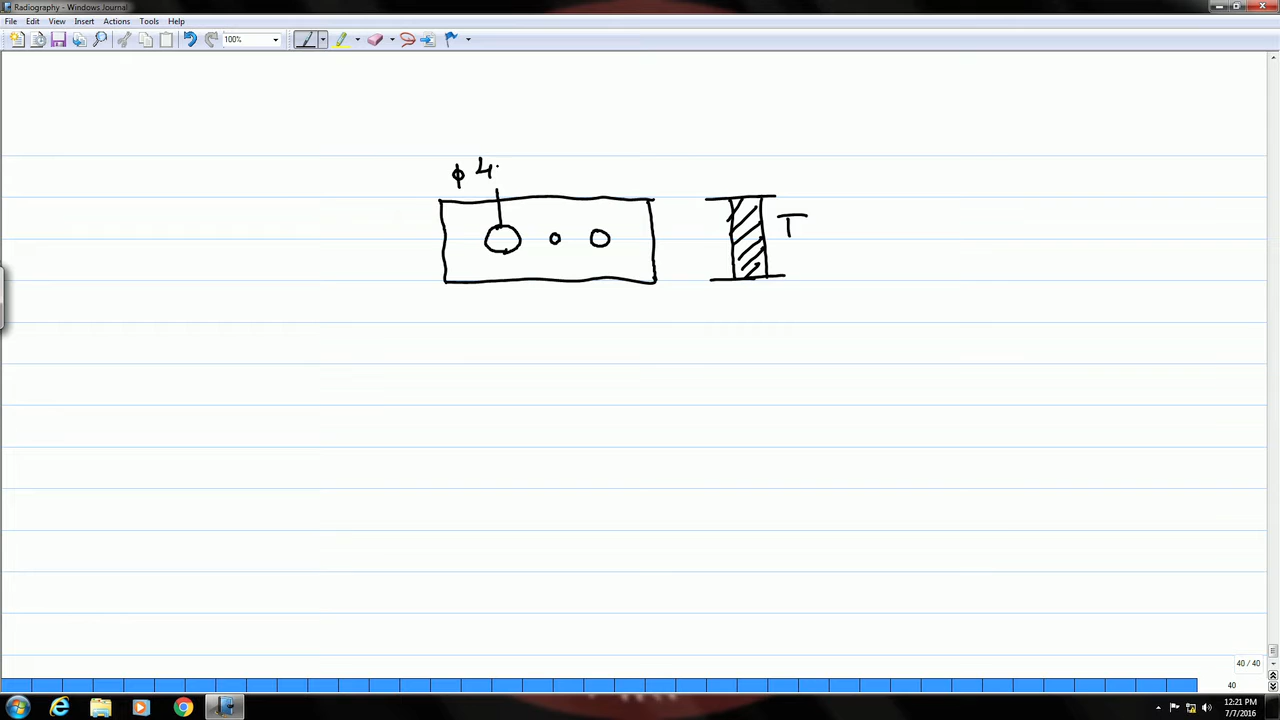 Radiography - Windows Journal
File Edit View Insert Actions Tools Help
100%
ϕ 4
T
40 / 40
40
12:21 PM
7/7/2016